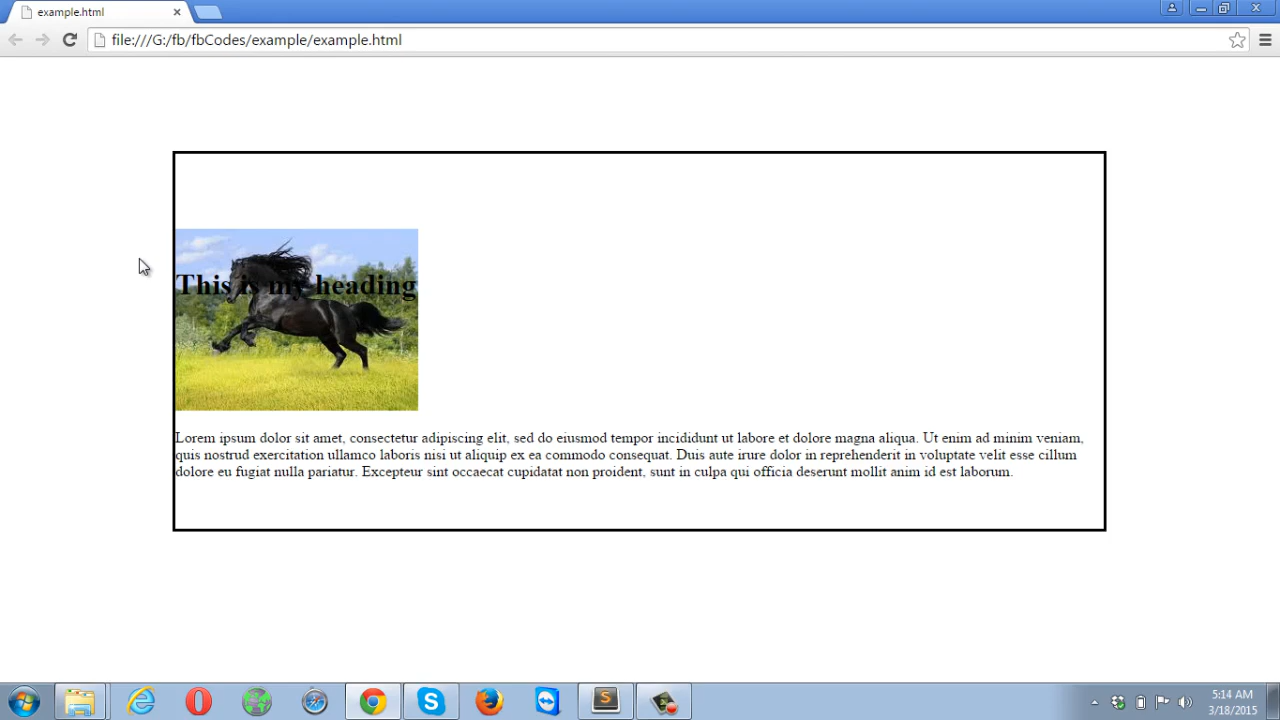 example.html
file:///G:/fb/fbCodes/example/example.html
This is my heading
Lorem ipsum dolor sit amet, consectetur adipiscing elit, sed do eiusmod tempor incididunt ut labore et dolore magna aliqua. Ut enim ad minim veniam,
quis nostrud exercitation ullamco laboris nisi ut aliquip ex ea commodo consequat. Duis aute irure dolor in reprehenderit in voluptate velit esse cillum
dolore eu fugiat nulla pariatur. Excepteur sint occaecat cupidatat non proident, sunt in culpa qui officia deserunt mollit anim id est laborum.
5:14 AM
3/18/2015